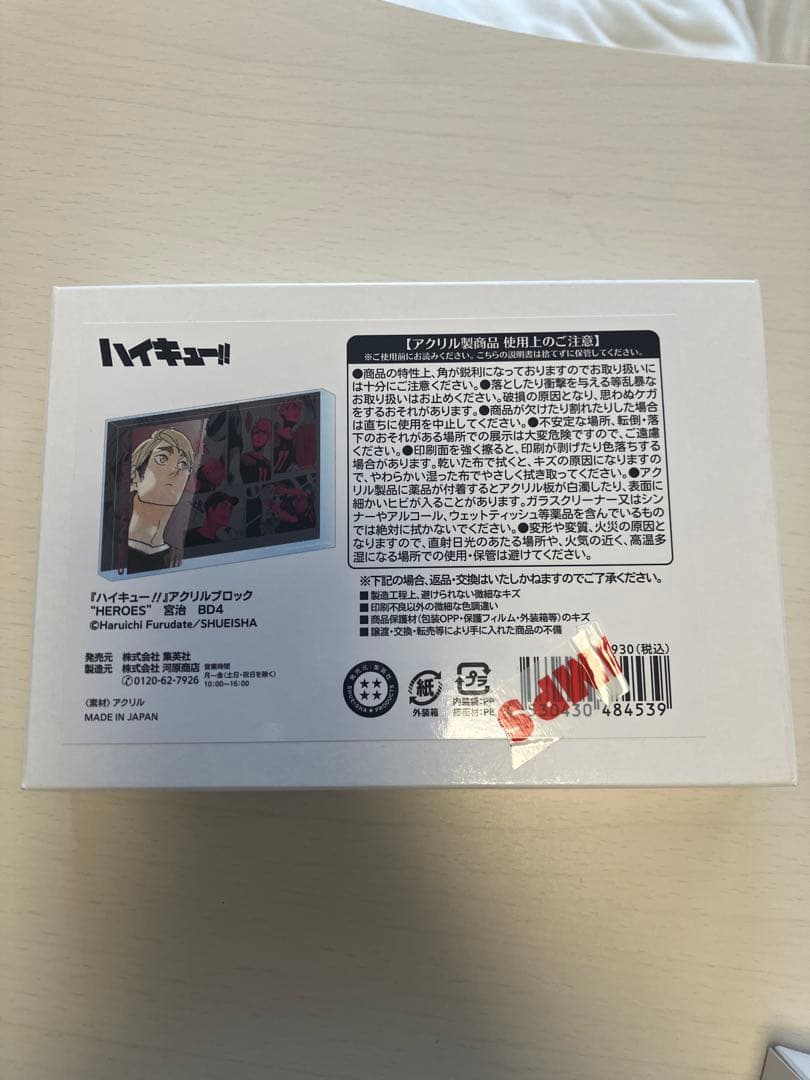 ハイキュー!!
【アクリル製商品 使用上のご注意】
※ご使用前にお読みください。こちらの説明書は捨てずに保管してください。
●商品の特性上、角が鋭利になっておりますのでお取り扱いに
は十分にご注意ください。●落としたり衝撃を与える等乱暴な
お取り扱いはお止めください。破損の原因となり、思わぬケガ
をするおそれがあります。●商品が欠けたり割れたりした場合
は直ちに使用を中止してください。●不安定な場所、転倒・落
下のおそれがある場所での展示は大変危険ですので、ご遠慮
ください。●印刷面を強く擦ると、印刷が剥げたり色落ちする
場合があります。乾いた布で拭くと、キズの原因になりますの
で、やわらかい湿った布でやさしく拭き取ってください。●アク
リル製品に薬品が付着するとアクリル板が白濁したり、表面に
細かいヒビが入ることがあります。ガラスクリーナー又はシン
ナーやアルコール、ウェットティッシュ等薬品を含んでいるもの
では絶対に拭かないでください。●変形や変質、火災の原因と
なりますので、直射日光のあたる場所や、火気の近く、高温多
湿になる場所での使用・保管は避けてください。
※下記の場合、返品・交換はいたしかねますのでご了承ください。
■製造工程上、避けられない微細なキズ
■印刷不良以外の微細な色調違い
■商品保護材(包装OPP・保護フィルム・外装箱等)のキズ
■譲渡・交換・転売等により手に入れた商品の不備
『ハイキュー!!』アクリルブロック
"HEROES" 宮治 BD4
©Haruichi Furudate/SHUEISHA
発売元 株式会社 集英社
製造元 株式会社 河原商店
0120-62-7926
営業時間
月〜金(土日・祝日を除く)
10:00〜16:00
〈素材〉アクリル
MADE IN JAPAN
発売元:集英社
SHUEISHA PRODUCTS
紙
外装箱
プラ
内装袋:PP
緩衝材:PE
930(税込)
430 484539